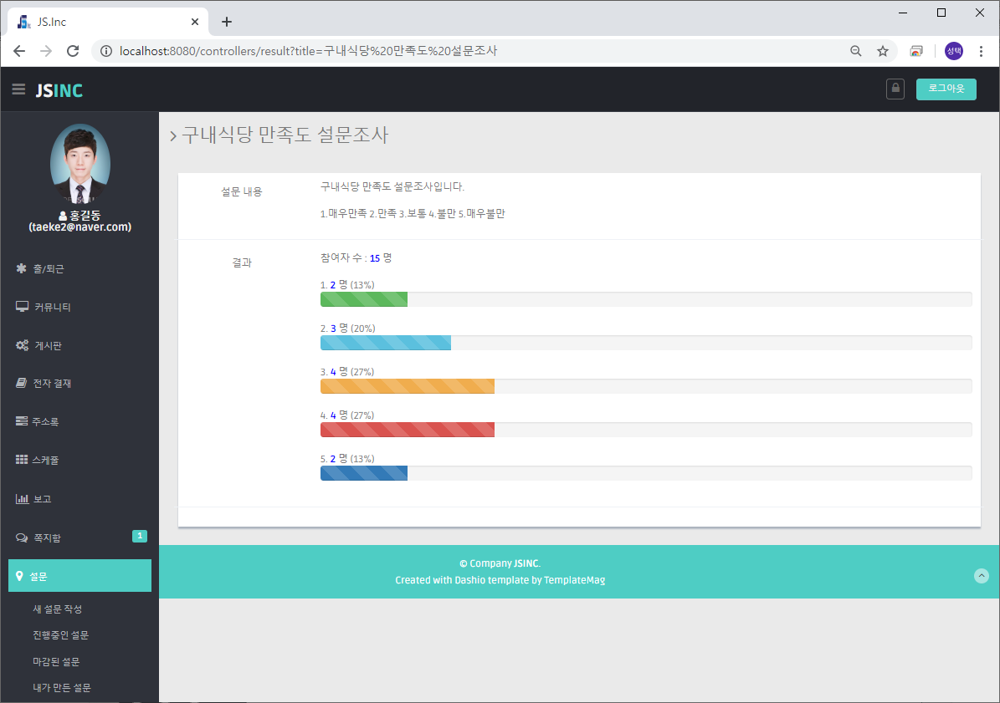 JS.Inc
localhost:8080/controllers/result?title=구내식당%20만족도%20설문조사
선택
JSINC
로그아웃
홍길동
(taeke2@naver.com)
출/퇴근
커뮤니티
게시판
전자 결재
주소록
스케줄
보고
쪽지함
1
설문
새 설문 작성
진행중인 설문
마감된 설문
내가 만든 설문
구내식당 만족도 설문조사
설문 내용
구내식당 만족도 설문조사입니다.
1.매우만족 2.만족 3.보통 4.불만 5.매우불만
결과
참여자 수 : 15 명
1. 2 명 (13%)
2. 3 명 (20%)
3. 4 명 (27%)
4. 4 명 (27%)
5. 2 명 (13%)
© Company JSINC.
Created with Dashio template by TemplateMag